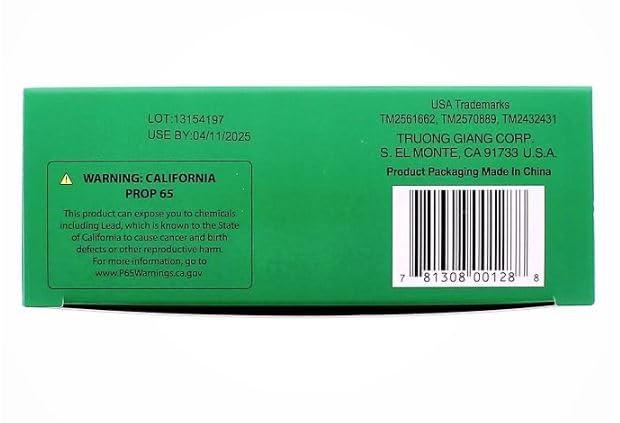 LOT:13154197
USE BY:04/11/2025
WARNING: CALIFORNIA
PROP 65
This product can expose you to chemicals
including Lead, which is known to the State
of California to cause cancer and birth
defects or other reproductive harm.
For more information, go to
www.P65Warnings.ca.gov
USA Trademarks
TM2561662, TM2570889, TM2432431
TRUONG GIANG CORP.
S. EL MONTE, CA 91733 U.S.A.
Product Packaging Made In China
7 81308 00128 8